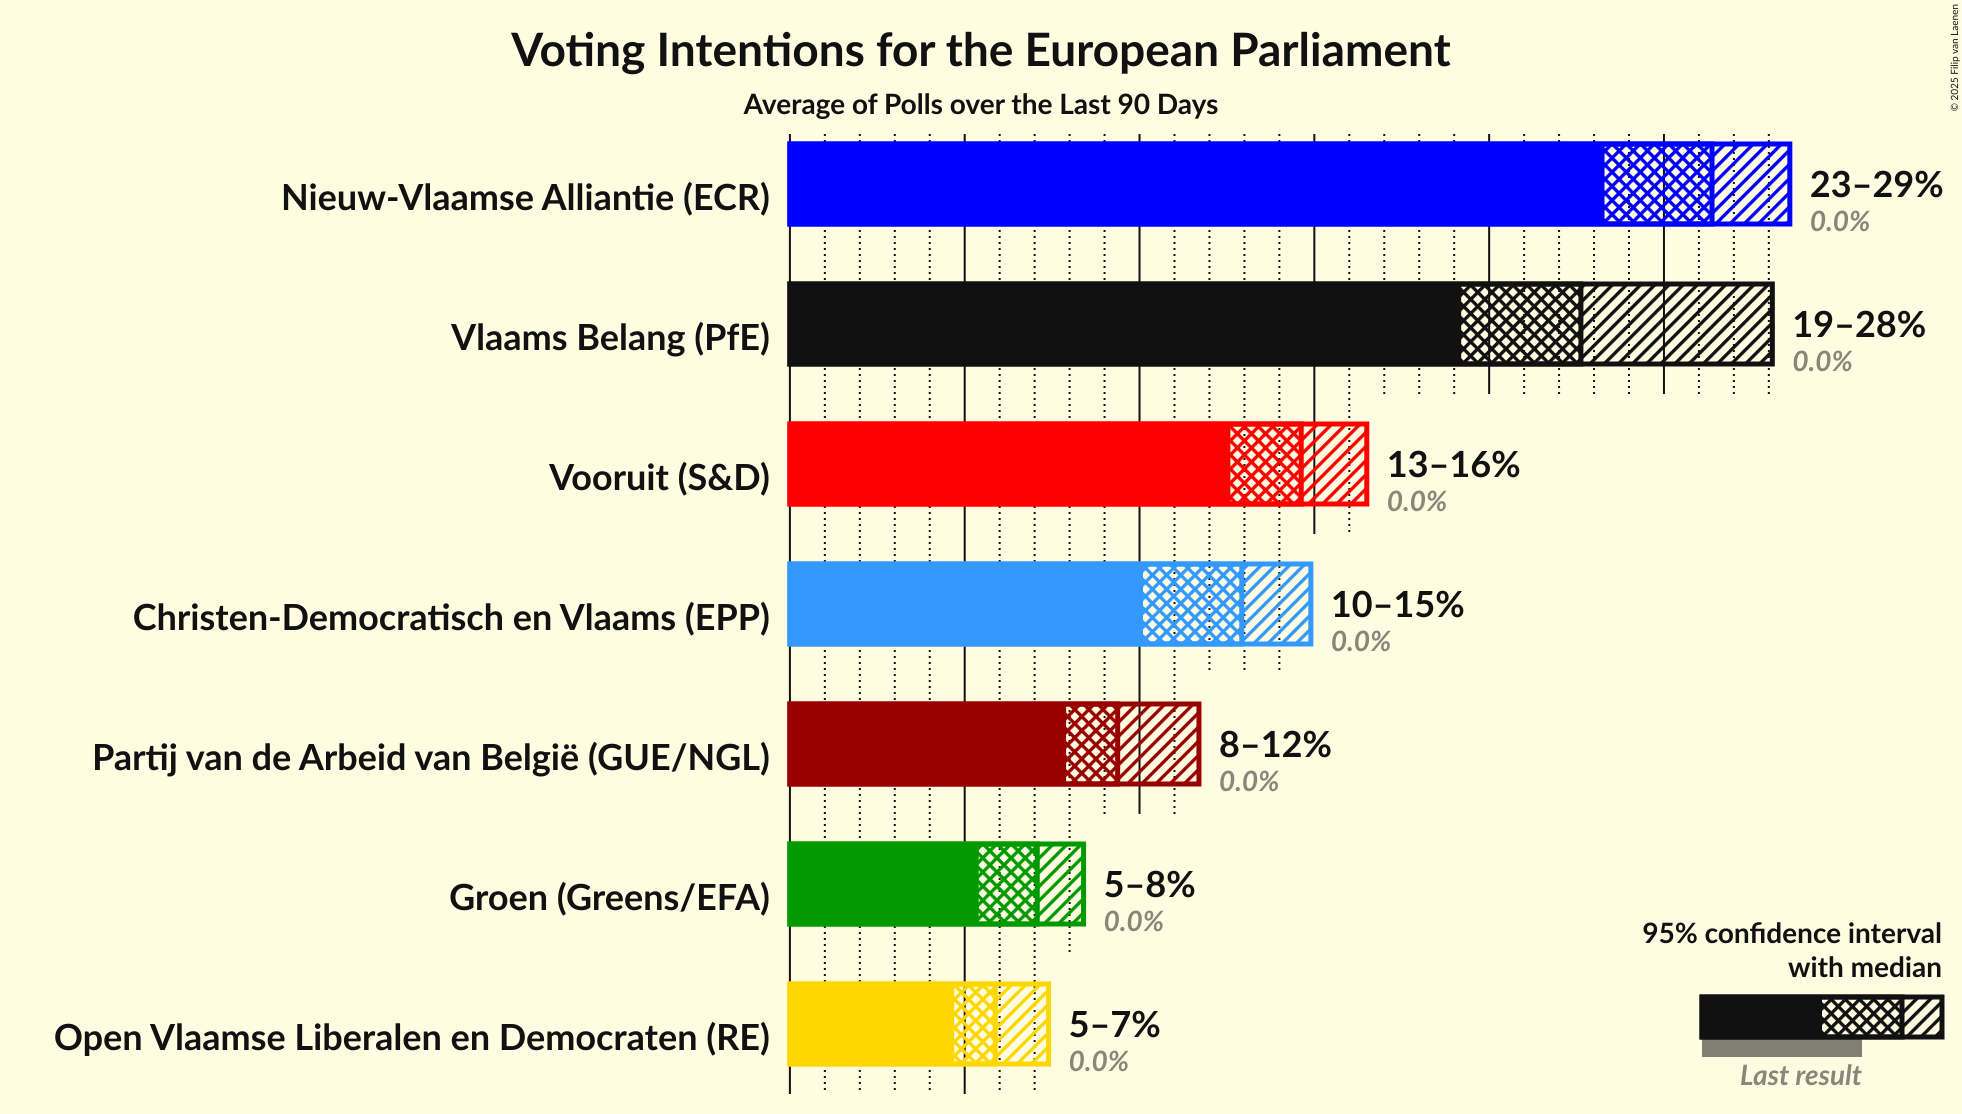 © 2025 Filip van Laenen
Voting Intentions for the European Parliament
Average of Polls over the Last 90 Days
Nieuw-Vlaamse Alliantie (ECR)
23–29%
0.0%
Vlaams Belang (PfE)
19–28%
0.0%
Vooruit (S&D)
13–16%
0.0%
Christen-Democratisch en Vlaams (EPP)
10–15%
0.0%
Partij van de Arbeid van België (GUE/NGL)
8–12%
0.0%
Groen (Greens/EFA)
5–8%
0.0%
Open Vlaamse Liberalen en Democraten (RE)
5–7%
0.0%
95% confidence interval
with median
Last result